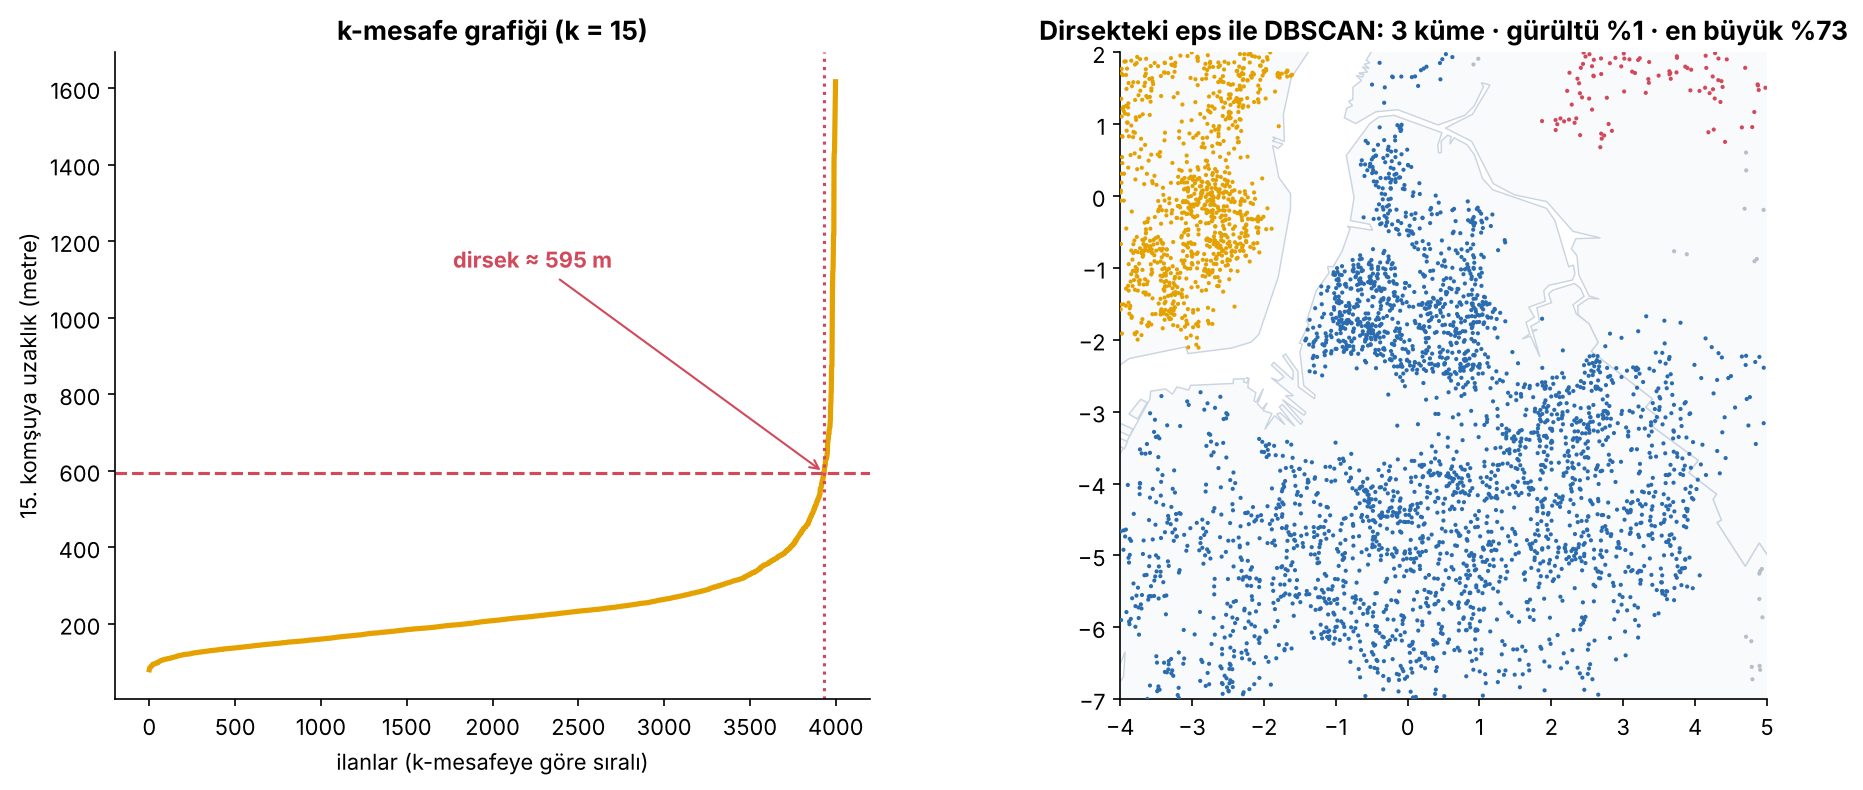 k-mesafe grafiği (k = 15)
15. komşuya uzaklık (metre)
1600
1400
1200
1000
800
600
400
200
dirsek ≈ 595 m
0 500 1000 1500 2000 2500 3000 3500 4000
ilanlar (k-mesafeye göre sıralı)
Dirsekteki eps ile DBSCAN: 3 küme · gürültü %1 · en büyük %73
2
1
0
−1
−2
−3
−4
−5
−6
−7
−4 −3 −2 −1 0 1 2 3 4 5